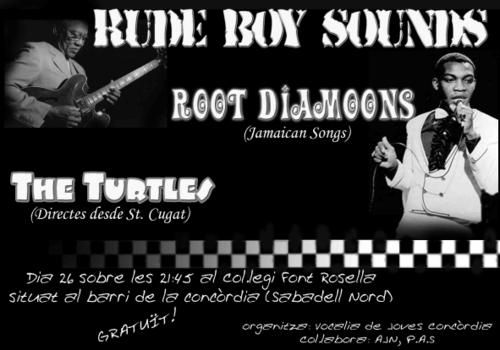 RUDE BOY SOUNDS
ROOT DIAMOONS
(Jamaican Songs)
THE TURTLES
(Directes desde St. Cugat)
Dia 26 sobre les 21:45 al col.legi Font Rosella
situat al barri de la concòrdia (Sabadell Nord)
GRATUÏT!
organitza: vocalia de joves concòrdia
col.labora: AJN, P.A.S